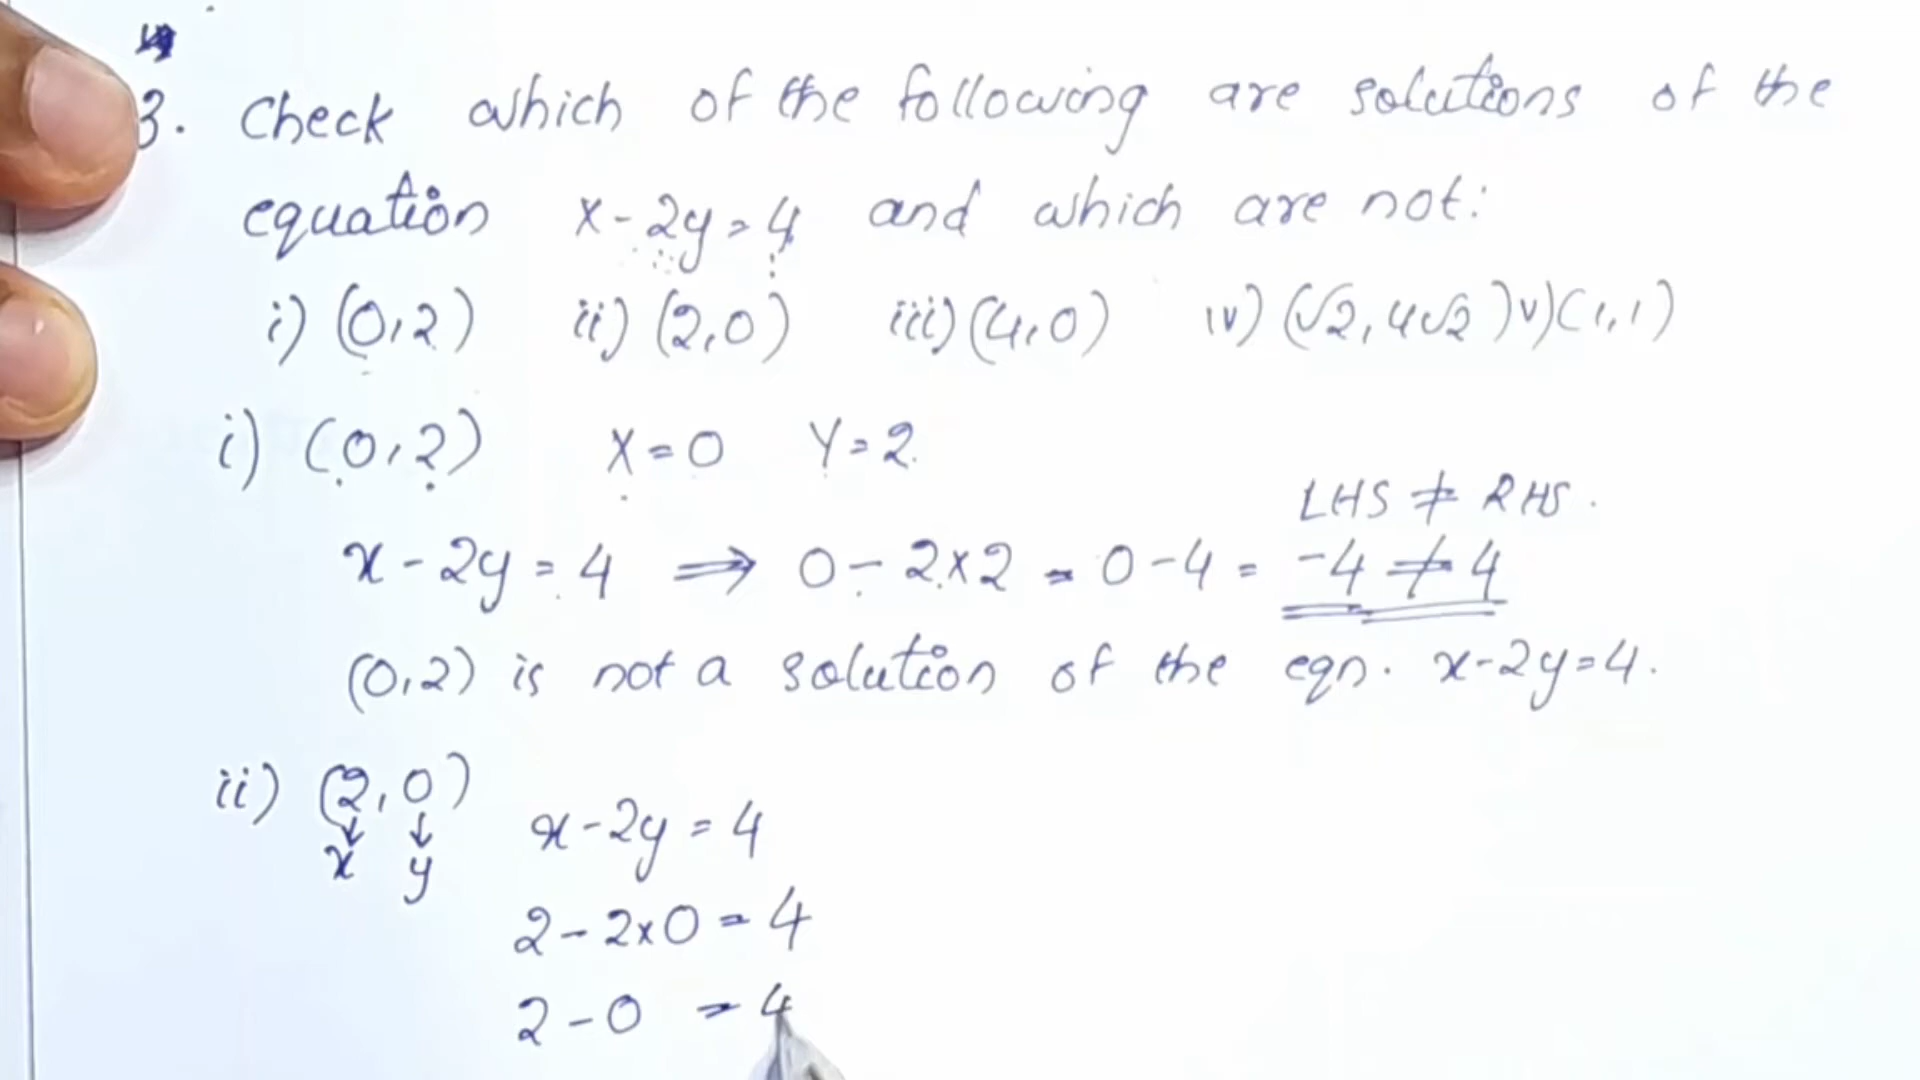 3. Check which of the following are solutions of the
equation x-2y=4 and which are not:
i) (0,2) ii) (2,0) iii) (4,0) iv) (√2, 4√2) v) (1,1)
i) (0,2) X=0 Y=2
LHS ≠ RHS.
x-2y=4 ⇒ 0-2×2=0-4=-4≠4
(0,2) is not a solution of the eqn. x-2y=4.
ii) (2,0)
x y
x-2y=4
2-2×0=4
2-0=4